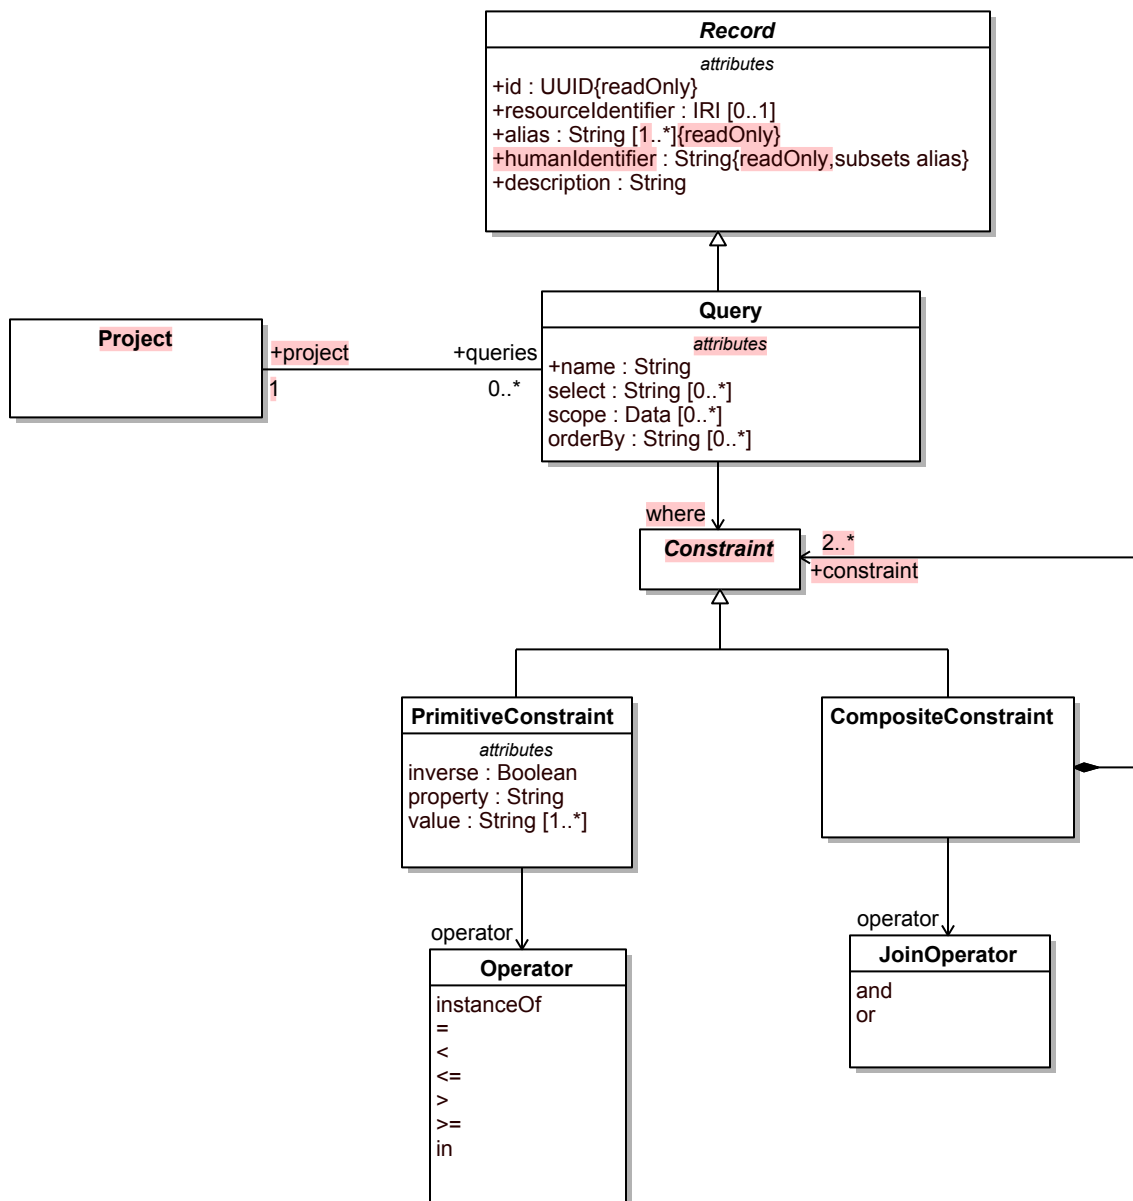 Record
attributes
+id : UUID{readOnly}
+resourceIdentifier : IRI [0..1]
+alias : String [1..*]{readOnly}
+humanIdentifier : String{readOnly,subsets alias}
+description : String
Project
+project
1
+queries
0..*
Query
attributes
+name : String
select : String [0..*]
scope : Data [0..*]
orderBy : String [0..*]
where
Constraint
2..*
+constraint
PrimitiveConstraint
attributes
inverse : Boolean
property : String
value : String [1..*]
CompositeConstraint
operator
Operator
instanceOf
=
<
<=
>
>=
in
operator
JoinOperator
and
or